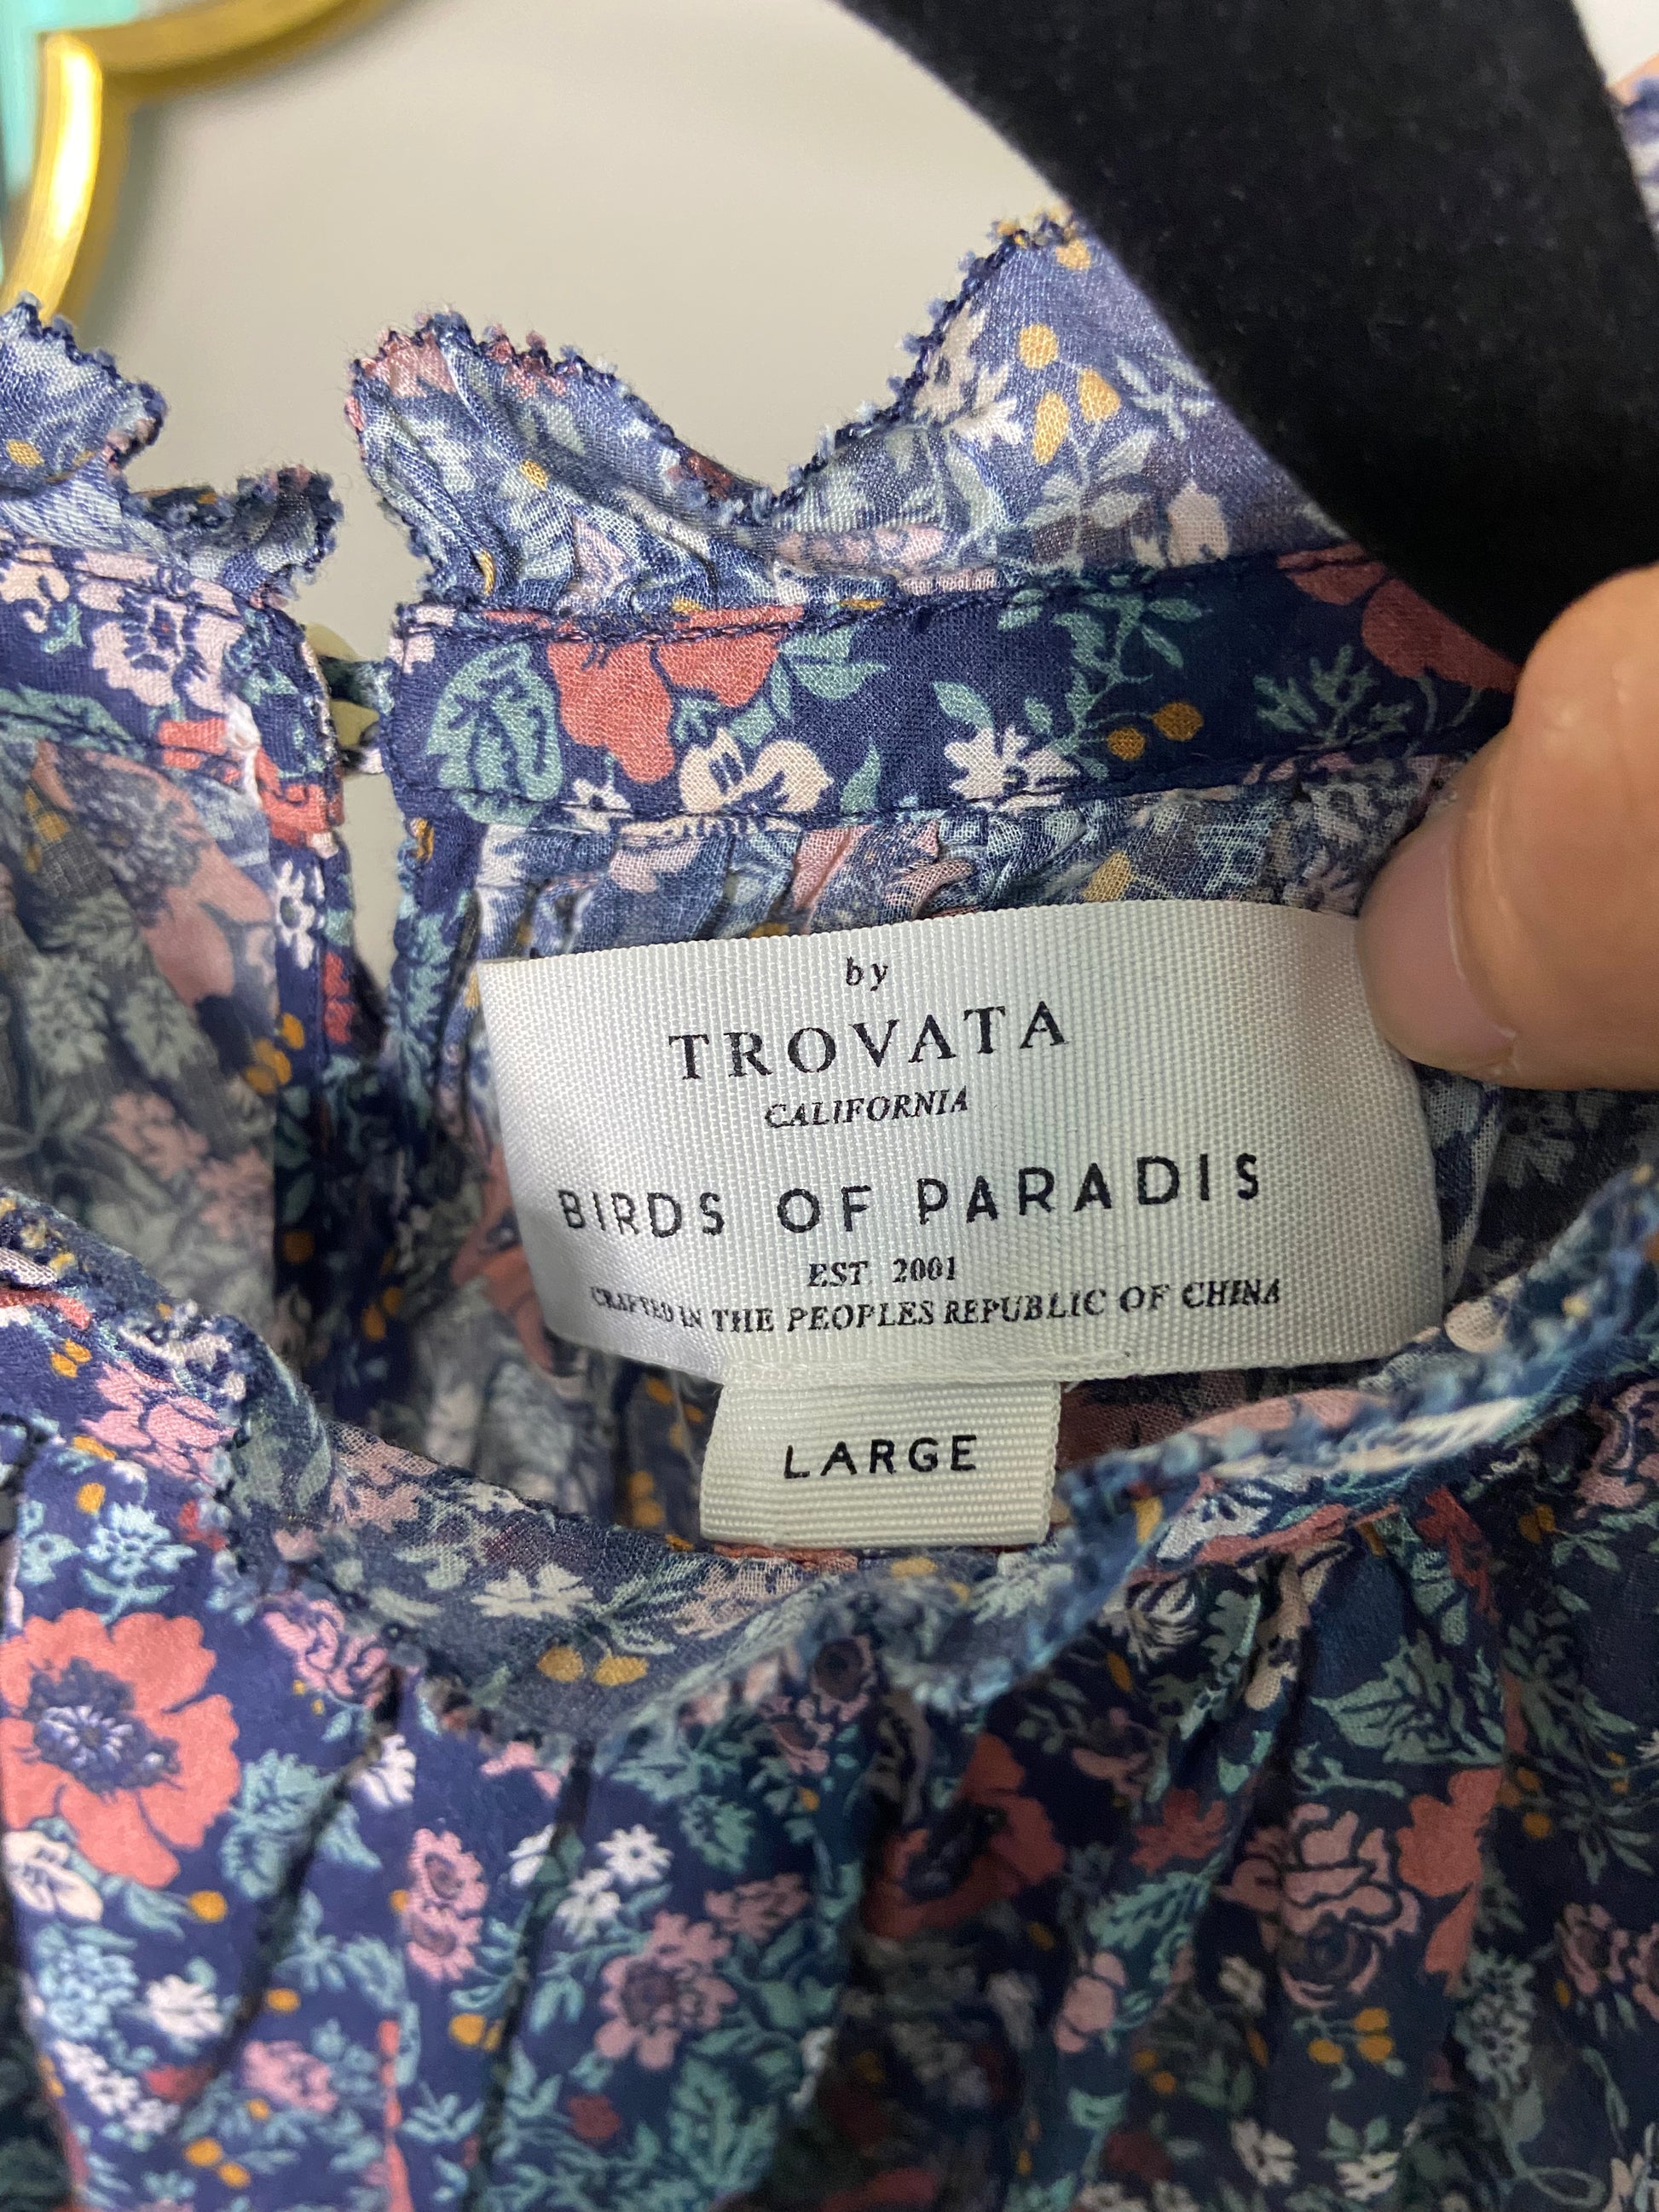 by
TROVATA
CALIFORNIA
BIRDS OF PARADIS
EST 2001
CRAFTED IN THE PEOPLES REPUBLIC OF CHINA
LARGE